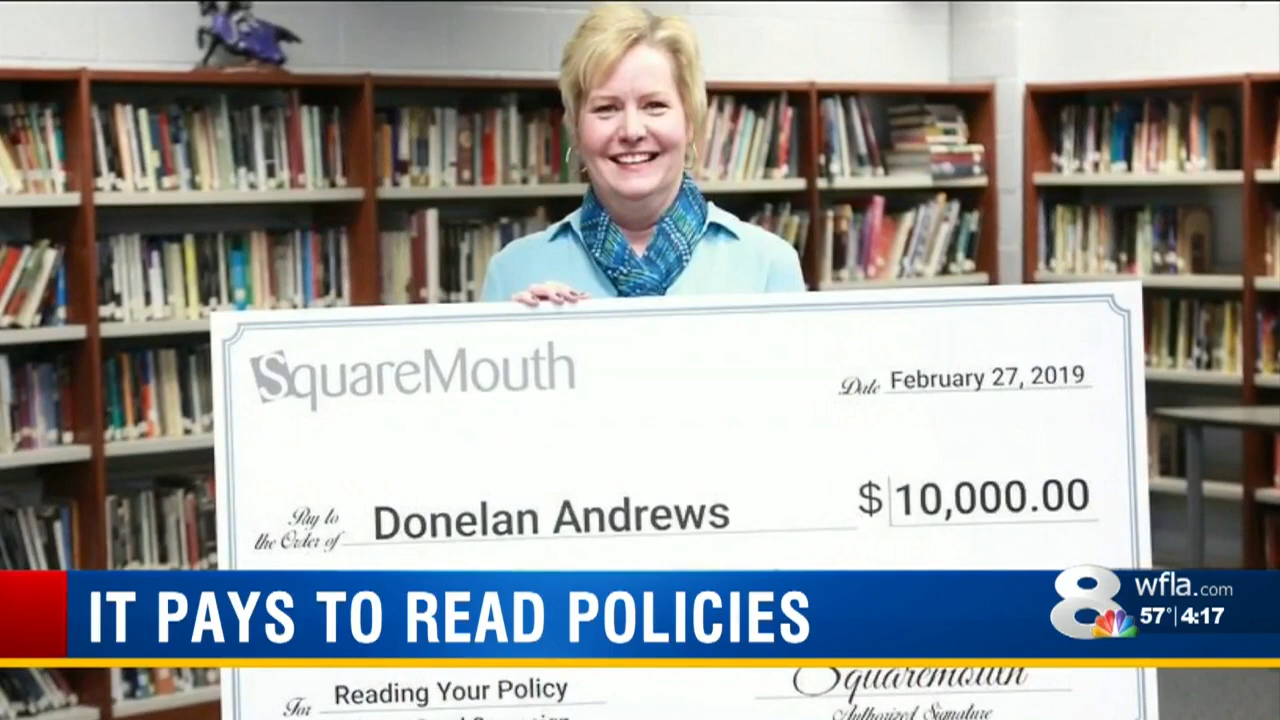 SquareMouth
Date February 27, 2019
Pay to
the Order of Donelan Andrews $ 10,000.00
IT PAYS TO READ POLICIES
8 wfla.com
57° 4:17
For Reading Your Policy
Squaremouth
Authorized Signature